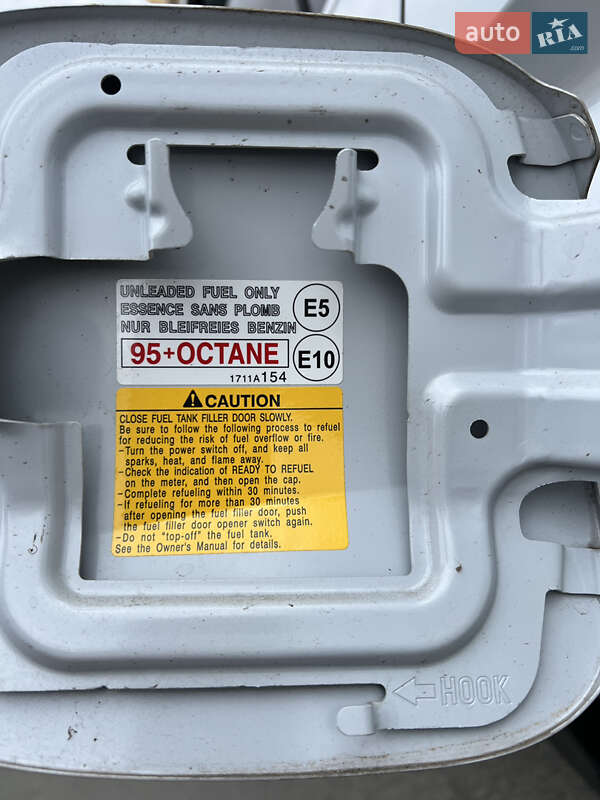 auto RIA.com
UNLEADED FUEL ONLY
ESSENCE SANS PLOMB
NUR BLEIFREIES BENZIN
E5
95+OCTANE
E10
1711A154
CAUTION
CLOSE FUEL TANK FILLER DOOR SLOWLY.
Be sure to follow the following process to refuel
for reducing the risk of fuel overflow or fire.
-Turn the power switch off, and keep all
sparks, heat, and flame away.
-Check the indication of READY TO REFUEL
on the meter, and then open the cap.
-Complete refueling within 30 minutes.
-If refueling for more than 30 minutes
after opening the fuel filler door, push
the fuel filler door opener switch again.
-Do not "top-off" the fuel tank.
See the Owner's Manual for details.
HOOK